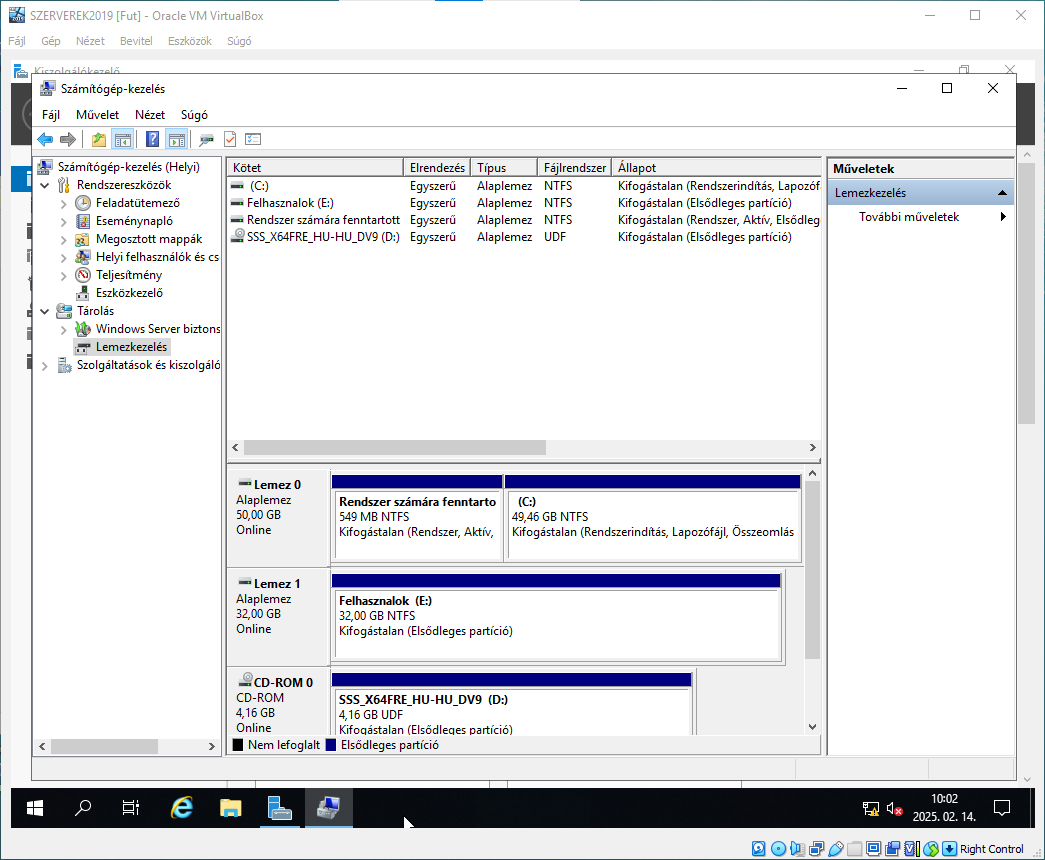 SZERVEREK2019 [Fut] - Oracle VM VirtualBox
Fájl Gép Nézet Bevitel Eszközök Súgó
Kiszolgálókezelő
Számítógép-kezelés
Fájl Művelet Nézet Súgó
Számítógép-kezelés (Helyi)
Rendszereszközök
Feladatütemező
Eseménynapló
Megosztott mappák
Helyi felhasználók és cs
Teljesítmény
Eszközkezelő
Tárolás
Windows Server bizton
Lemezkezelés
Szolgáltatások és kiszolgáló
Kötet Elrendezés Típus Fájlrendszer Állapot
(C:) Egyszerű Alaplemez NTFS Kifogástalan (Rendszerindítás, Lapozóf
Felhasznalok (E:) Egyszerű Alaplemez NTFS Kifogástalan (Elsődleges partíció)
Rendszer számára fenntartott Egyszerű Alaplemez NTFS Kifogástalan (Rendszer, Aktív, Elsődleg
SSS_X64FRE_HU-HU_DV9 (D:) Egyszerű Alaplemez UDF Kifogástalan (Elsődleges partíció)
Lemez 0
Alaplemez
50,00 GB
Online
Rendszer számára fenntarto
549 MB NTFS
Kifogástalan (Rendszer, Aktív,
(C:)
49,46 GB NTFS
Kifogástalan (Rendszerindítás, Lapozófájl, Összeomlás
Lemez 1
Alaplemez
32,00 GB
Online
Felhasznalok (E:)
32,00 GB NTFS
Kifogástalan (Elsődleges partíció)
CD-ROM 0
CD-ROM
4,16 GB
Online
SSS_X64FRE_HU-HU_DV9 (D:)
4,16 GB UDF
Kifogástalan (Elsődleges partíció)
Nem lefoglalt Elsődleges partíció
Műveletek
Lemezkezelés
További műveletek
10:02
2025. 02. 14.
Right Control